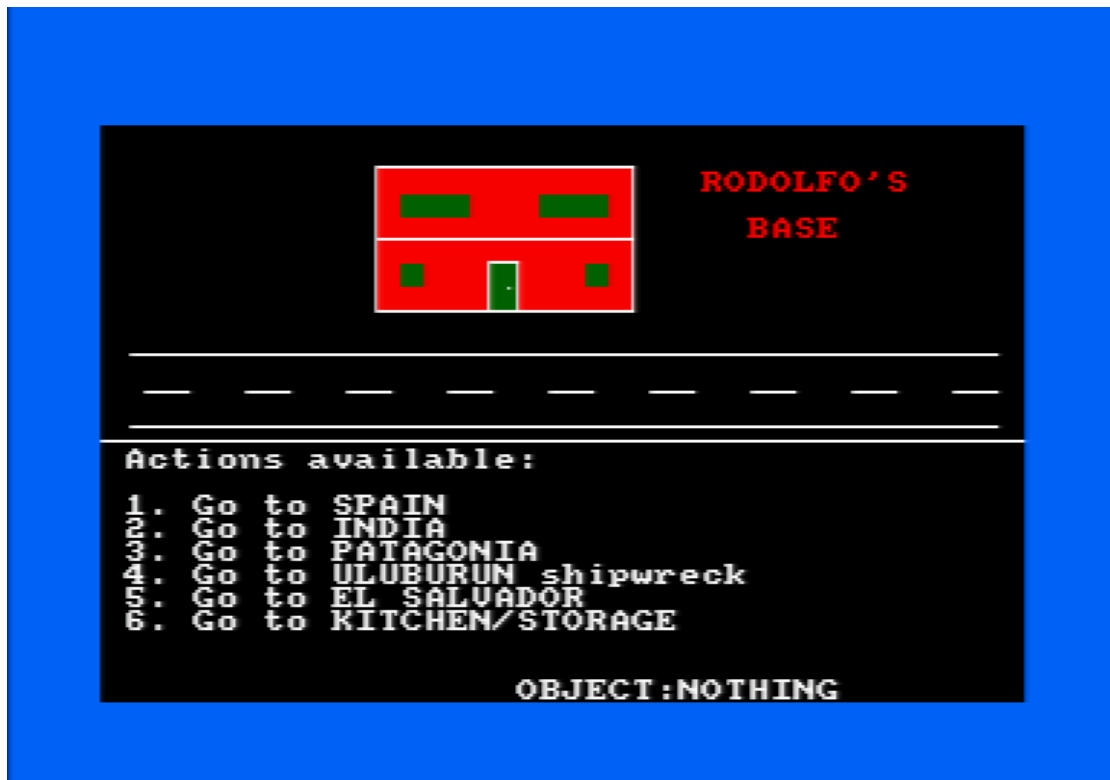 RODOLFO'S
BASE
Actions available:
1. Go to SPAIN
2. Go to INDIA
3. Go to PATAGONIA
4. Go to ULUBURUN shipwreck
5. Go to EL SALVADOR
6. Go to KITCHEN/STORAGE
OBJECT:NOTHING